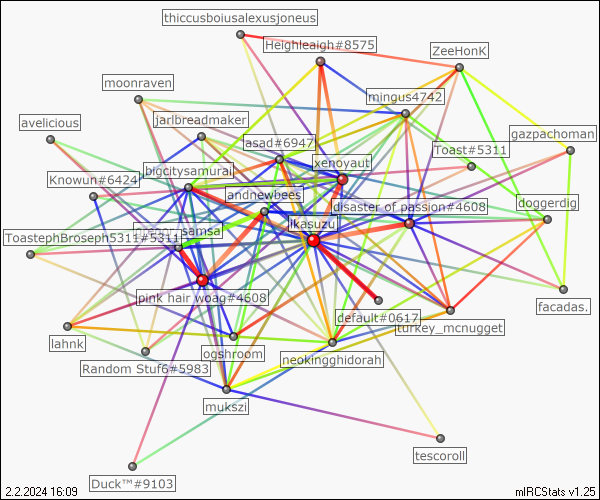 thiccusboiusalexusjoneus
Heighleaigh#8575
ZeeHonK
moonraven
mingus4742
avelicious
jarlbreadmaker
gazpachoman
lasad#6947
Toast#5311
xenoyaut
bigcitysamurai
Knowun#6424
andnewbees
disaster of passion#4608
doggerdig
Ikasuzu
samsa
ToastephBroseph5311#5311
pink hair woag#4608
default#0617
facadas.
turkey_mcnugget
lahnk
ogshroom
neokingghidorah
Random Stuf6#5983
mukszi
tescoroll
Duck™#9103
2.2.2024 16:09
mIRCStats v1.25